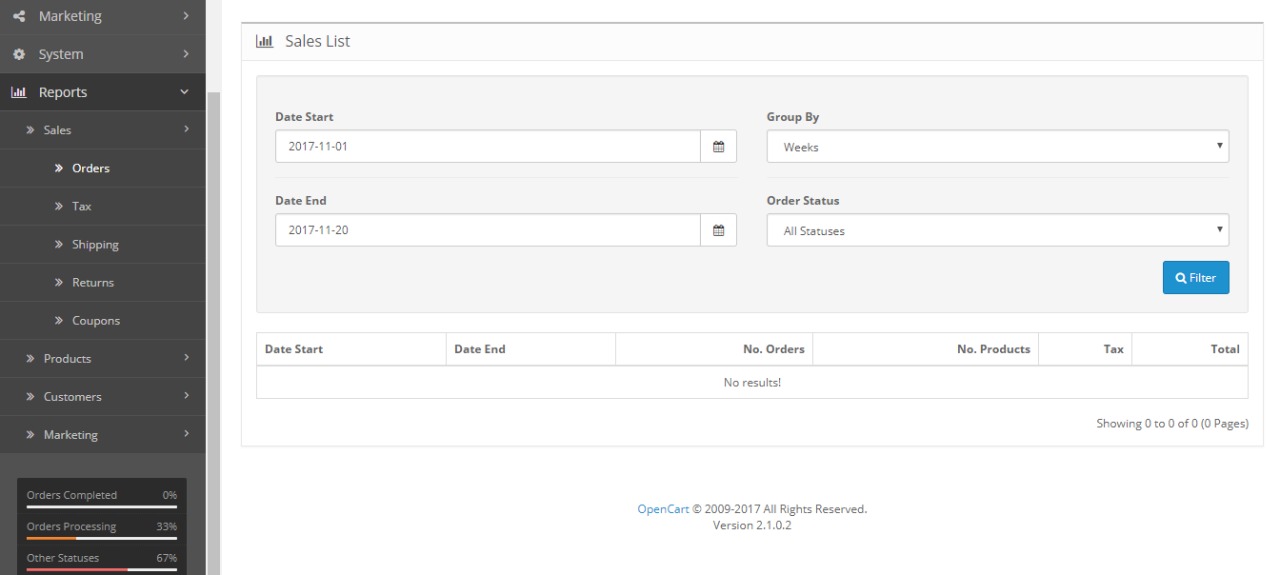 Marketing
System
Reports
Sales
Orders
Tax
Shipping
Returns
Coupons
Products
Customers
Marketing
Orders Completed 0%
Orders Processing 33%
Other Statuses 67%
Sales List
Date Start Group By
2017-11-01 Weeks
Date End Order Status
2017-11-20 All Statuses
Filter
Date Start Date End No. Orders No. Products Tax Total
No results!
Showing 0 to 0 of 0 (0 Pages)
OpenCart © 2009-2017 All Rights Reserved.
Version 2.1.0.2